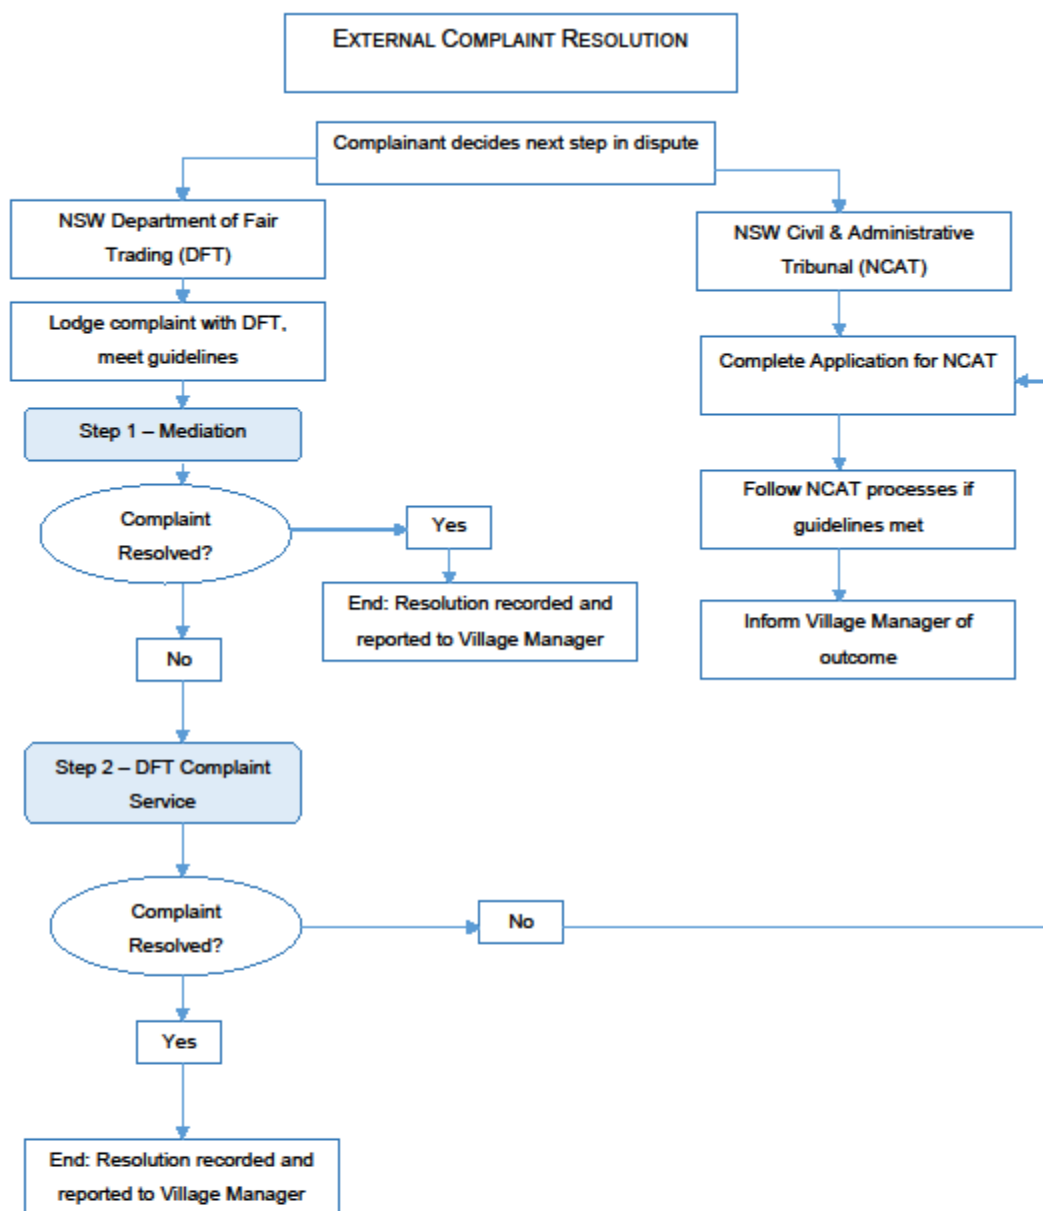 EXTERNAL COMPLAINT RESOLUTION
Complainant decides next step in dispute
NSW Department of Fair
Trading (DFT)
Lodge complaint with DFT,
meet guidelines
Step 1 – Mediation
Complaint
Resolved?
Yes
End: Resolution recorded and
reported to Village Manager
No
Step 2 – DFT Complaint
Service
Complaint
Resolved?
No
Yes
End: Resolution recorded and
reported to Village Manager
NSW Civil & Administrative
Tribunal (NCAT)
Complete Application for NCAT
Follow NCAT processes if
guidelines met
Inform Village Manager of
outcome